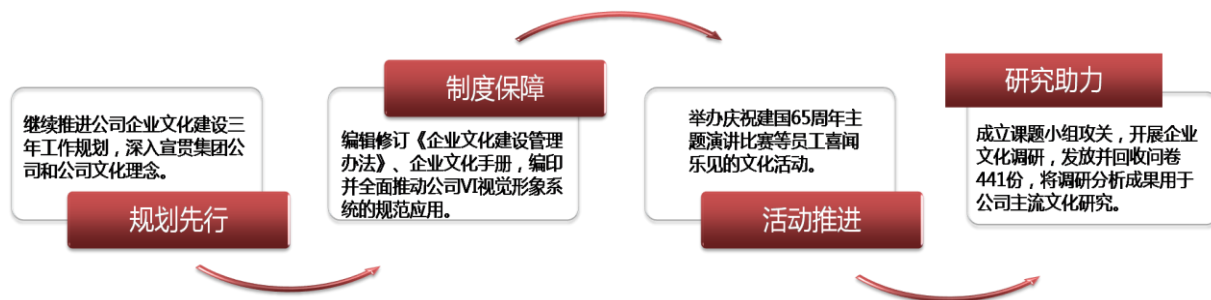 继续推进公司企业文化建设三
年工作规划，深入宣贯集团公
司和公司文化理念。
规划先行
制度保障
编辑修订《企业文化建设管理
办法》、企业文化手册，编印
并全面推动公司VI视觉形象系
统的规范应用。
举办庆祝建国65周年主
题演讲比赛等员工喜闻
乐见的文化活动。
活动推进
研究助力
成立课题小组攻关，开展企业
文化调研，发放并回收问卷
441份，将调研分析成果用于
公司主流文化研究。